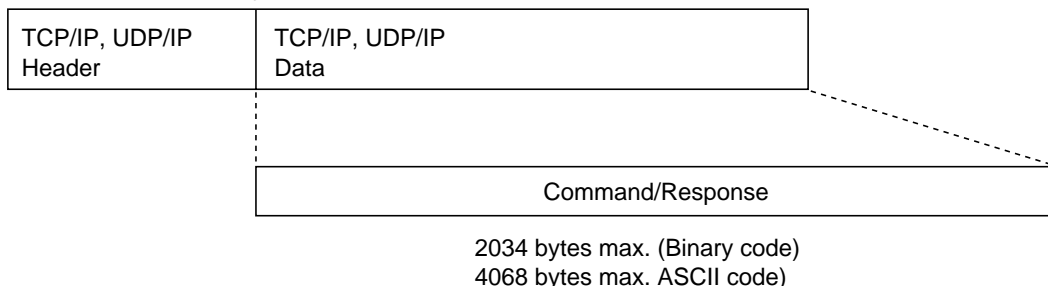 TCP/IP, UDP/IP
Header
TCP/IP, UDP/IP
Data
Command/Response
2034 bytes max. (Binary code)
4068 bytes max. ASCII code)